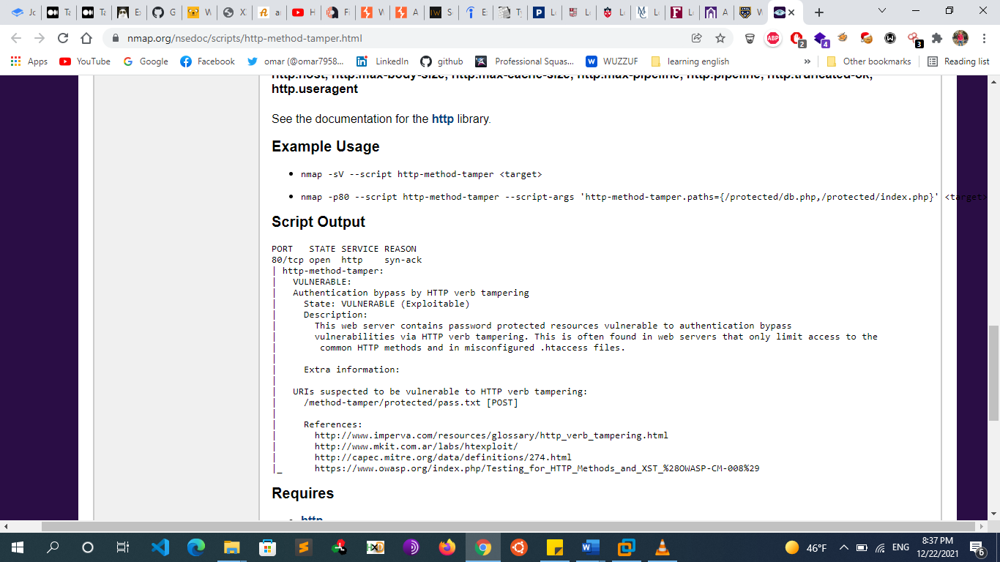 Jc
Ta
Ta
E›
G
W
X
a
H
Fi
W
A
S
E›
T
L
L
L
L
L
A
W
nmap.org/nsedoc/scripts/http-method-tamper.html
ABP
2
4
3
Apps
YouTube
Google
Facebook
omar (@omar7958...
LinkedIn
github
Professional Squas...
WUZZUF
learning english
»
Other bookmarks
Reading list
http.host, http.max-body-size, http.max-cache-size, http.max-pipeline, http.pipeline, http.truncated-ok,
http.useragent
See the documentation for the http library.
Example Usage
• nmap -sV --script http-method-tamper <target>
• nmap -p80 --script http-method-tamper --script-args 'http-method-tamper.paths={/protected/db.php,/protected/index.php}' <target>
Script Output
PORT   STATE SERVICE REASON
80/tcp open  http    syn-ack
| http-method-tamper:
|   VULNERABLE:
|   Authentication bypass by HTTP verb tampering
|     State: VULNERABLE (Exploitable)
|     Description:
|       This web server contains password protected resources vulnerable to authentication bypass
|       vulnerabilities via HTTP verb tampering. This is often found in web servers that only limit access to the
|        common HTTP methods and in misconfigured .htaccess files.
|
|     Extra information:
|
|   URIs suspected to be vulnerable to HTTP verb tampering:
|     /method-tamper/protected/pass.txt [POST]
|
|     References:
|       http://www.imperva.com/resources/glossary/http_verb_tampering.html
|       http://www.mkit.com.ar/labs/htexploit/
|       http://capec.mitre.org/data/definitions/274.html
|_      https://www.owasp.org/index.php/Testing_for_HTTP_Methods_and_XST_%28OWASP-CM-008%29
Requires
• http
46°F
ENG
8:37 PM
12/22/2021
6